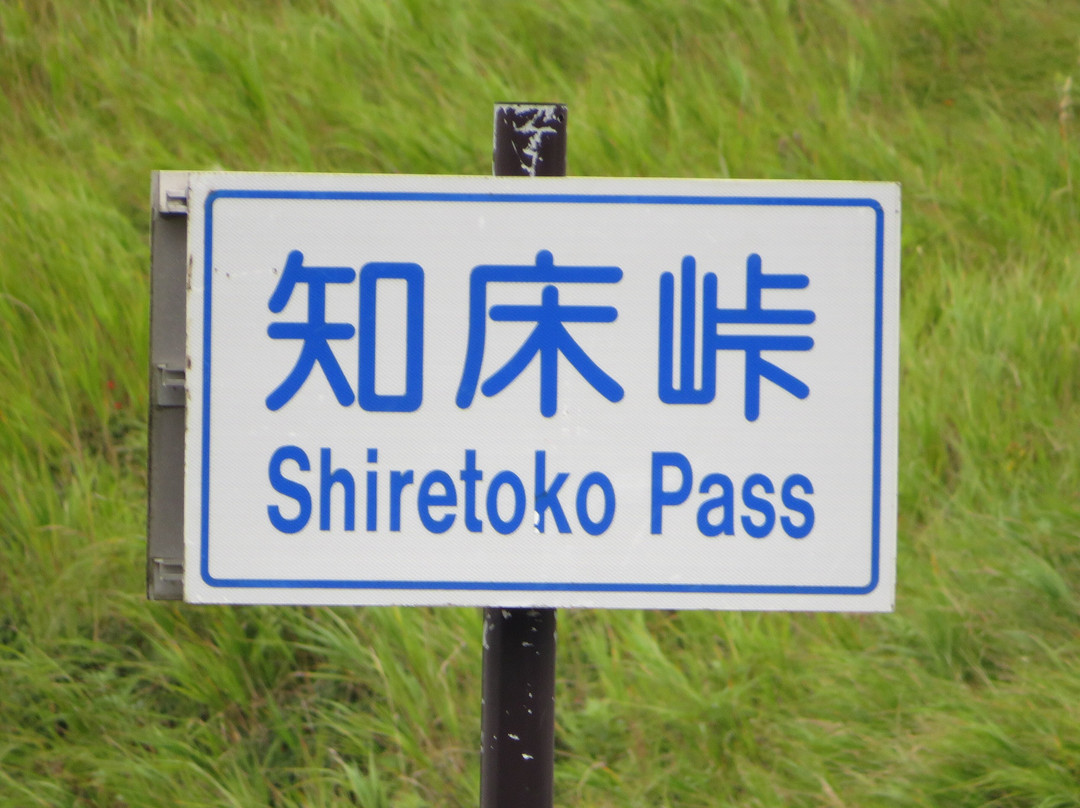 知床峠
Shiretoko Pass